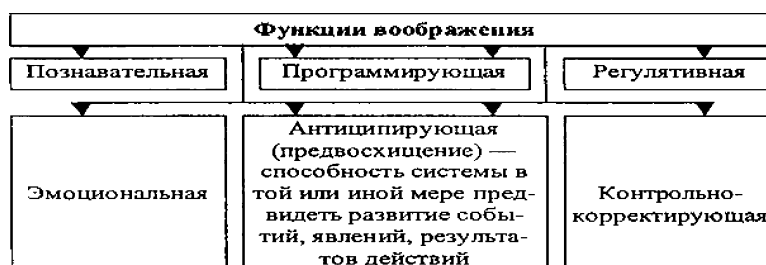 Функции воображения
Познавательная
Программирующая
Регулятивная
Эмоциональная
Антиципирующая
(предвосхищение) —
способность системы в
той или иной мере пред-
видеть развитие собы-
тий, явлений, результа-
тов действий
Контрольно-
корректирующая